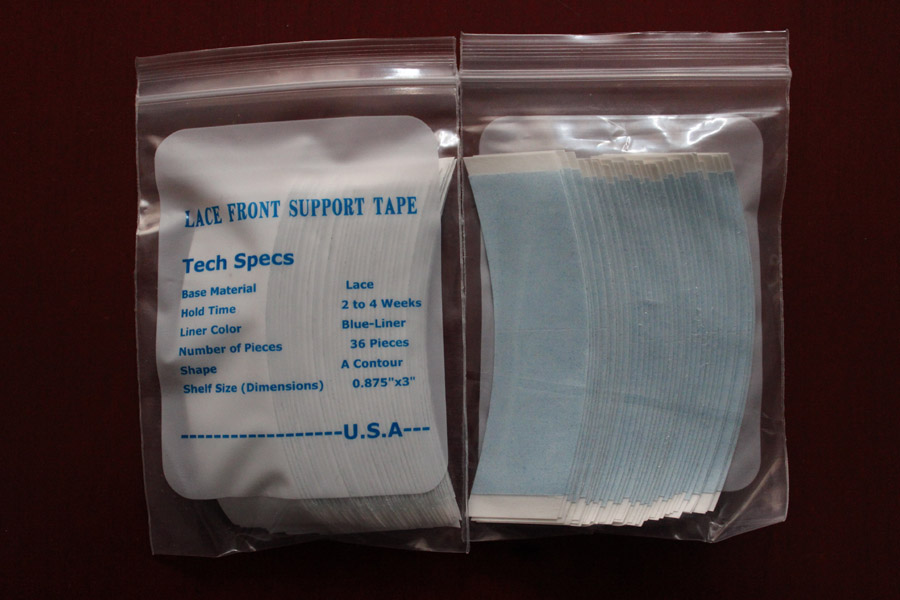 LACE FRONT SUPPORT TAPE
Tech Specs
Base Material Lace
Hold Time 2 to 4 Weeks
Liner Color Blue-Liner
Number of Pieces 36 Pieces
Shape A Contour
Shelf Size (Dimensions) 0.875"x3"
-------------------U.S.A---